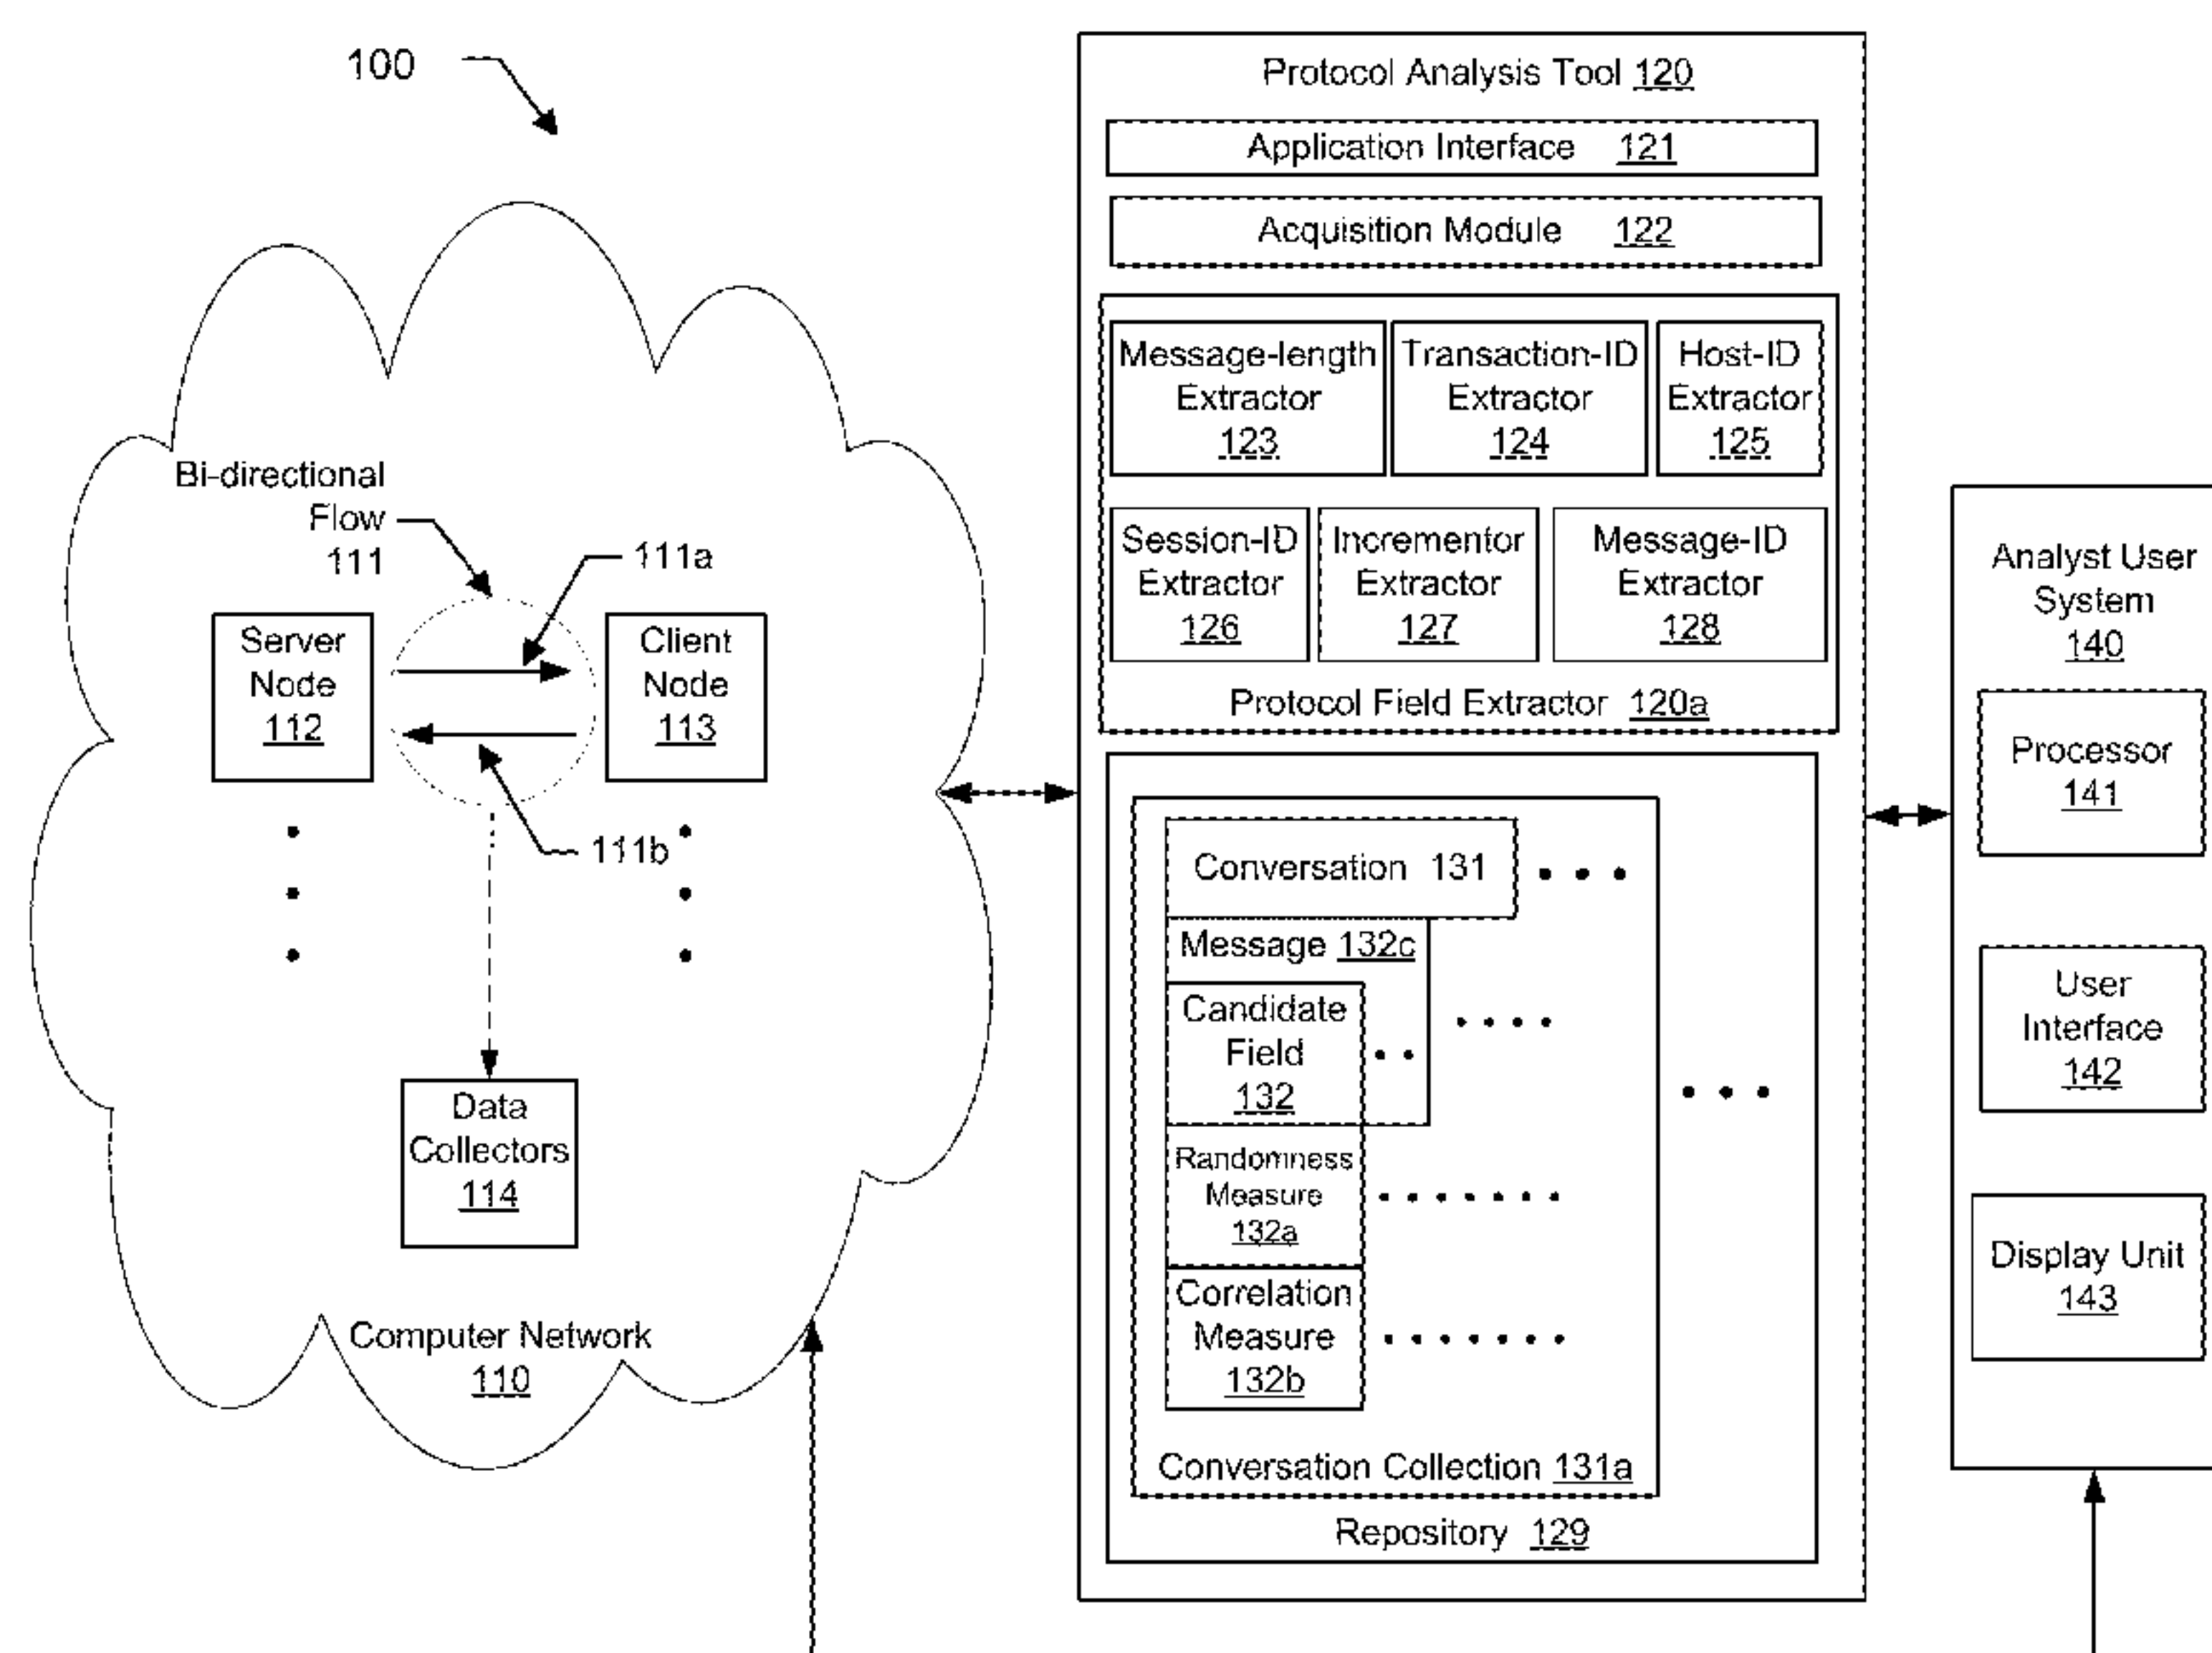 100
Bi-directional
Flow
111
111a
Server
Node
112
Client
Node
113
111b
Data
Collectors
114
Computer Network
110
Protocol Analysis Tool 120
Application Interface 121
Acquisition Module 122
Message-length
Extractor
123
Transaction-ID
Extractor
124
Host-ID
Extractor
125
Session-ID
Extractor
126
Incrementor
Extractor
127
Message-ID
Extractor
128
Protocol Field Extractor 120a
Conversation 131
Message 132c
Candidate
Field
132
Randomness
Measure
132a
Correlation
Measure
132b
Conversation Collection 131a
Repository 129
Analyst User
System
140
Processor
141
User
Interface
142
Display Unit
143